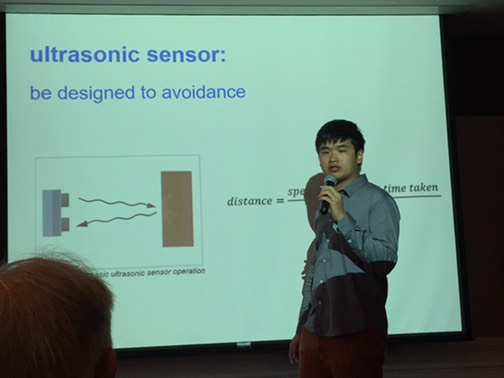 ultrasonic sensor:
be designed to avoidance
distance = time taken
ultrasonic sensor operation